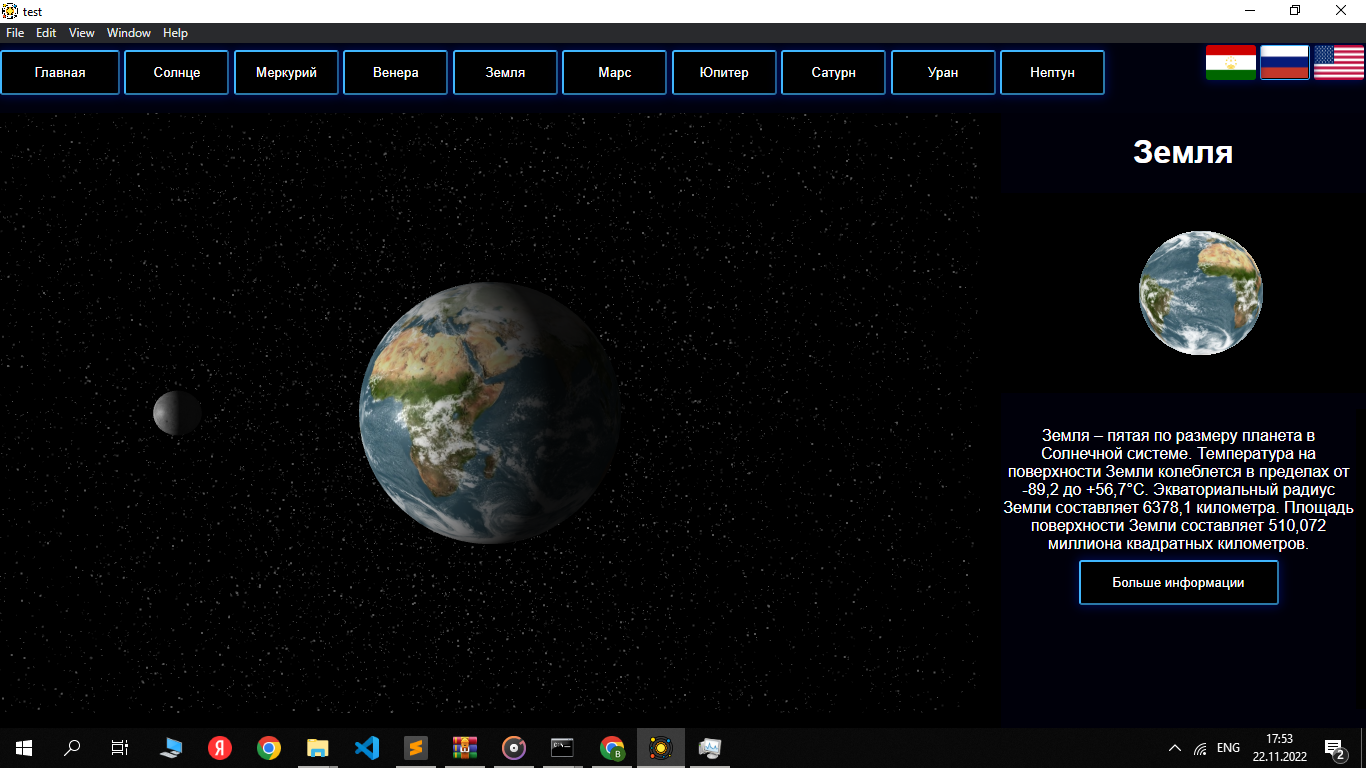 test
File Edit View Window Help
Главная Солнце Меркурий Венера Земля Марс Юпитер Сатурн Уран Нептун
Земля
Земля – пятая по размеру планета в
Солнечной системе. Температура на
поверхности Земли колеблется в пределах от
-89,2 до +56,7°C. Экваториальный радиус
Земли составляет 6378,1 километра. Площадь
поверхности Земли составляет 510,072
миллиона квадратных километров.
Больше информации
Я
B
ENG
17:53
22.11.2022
2